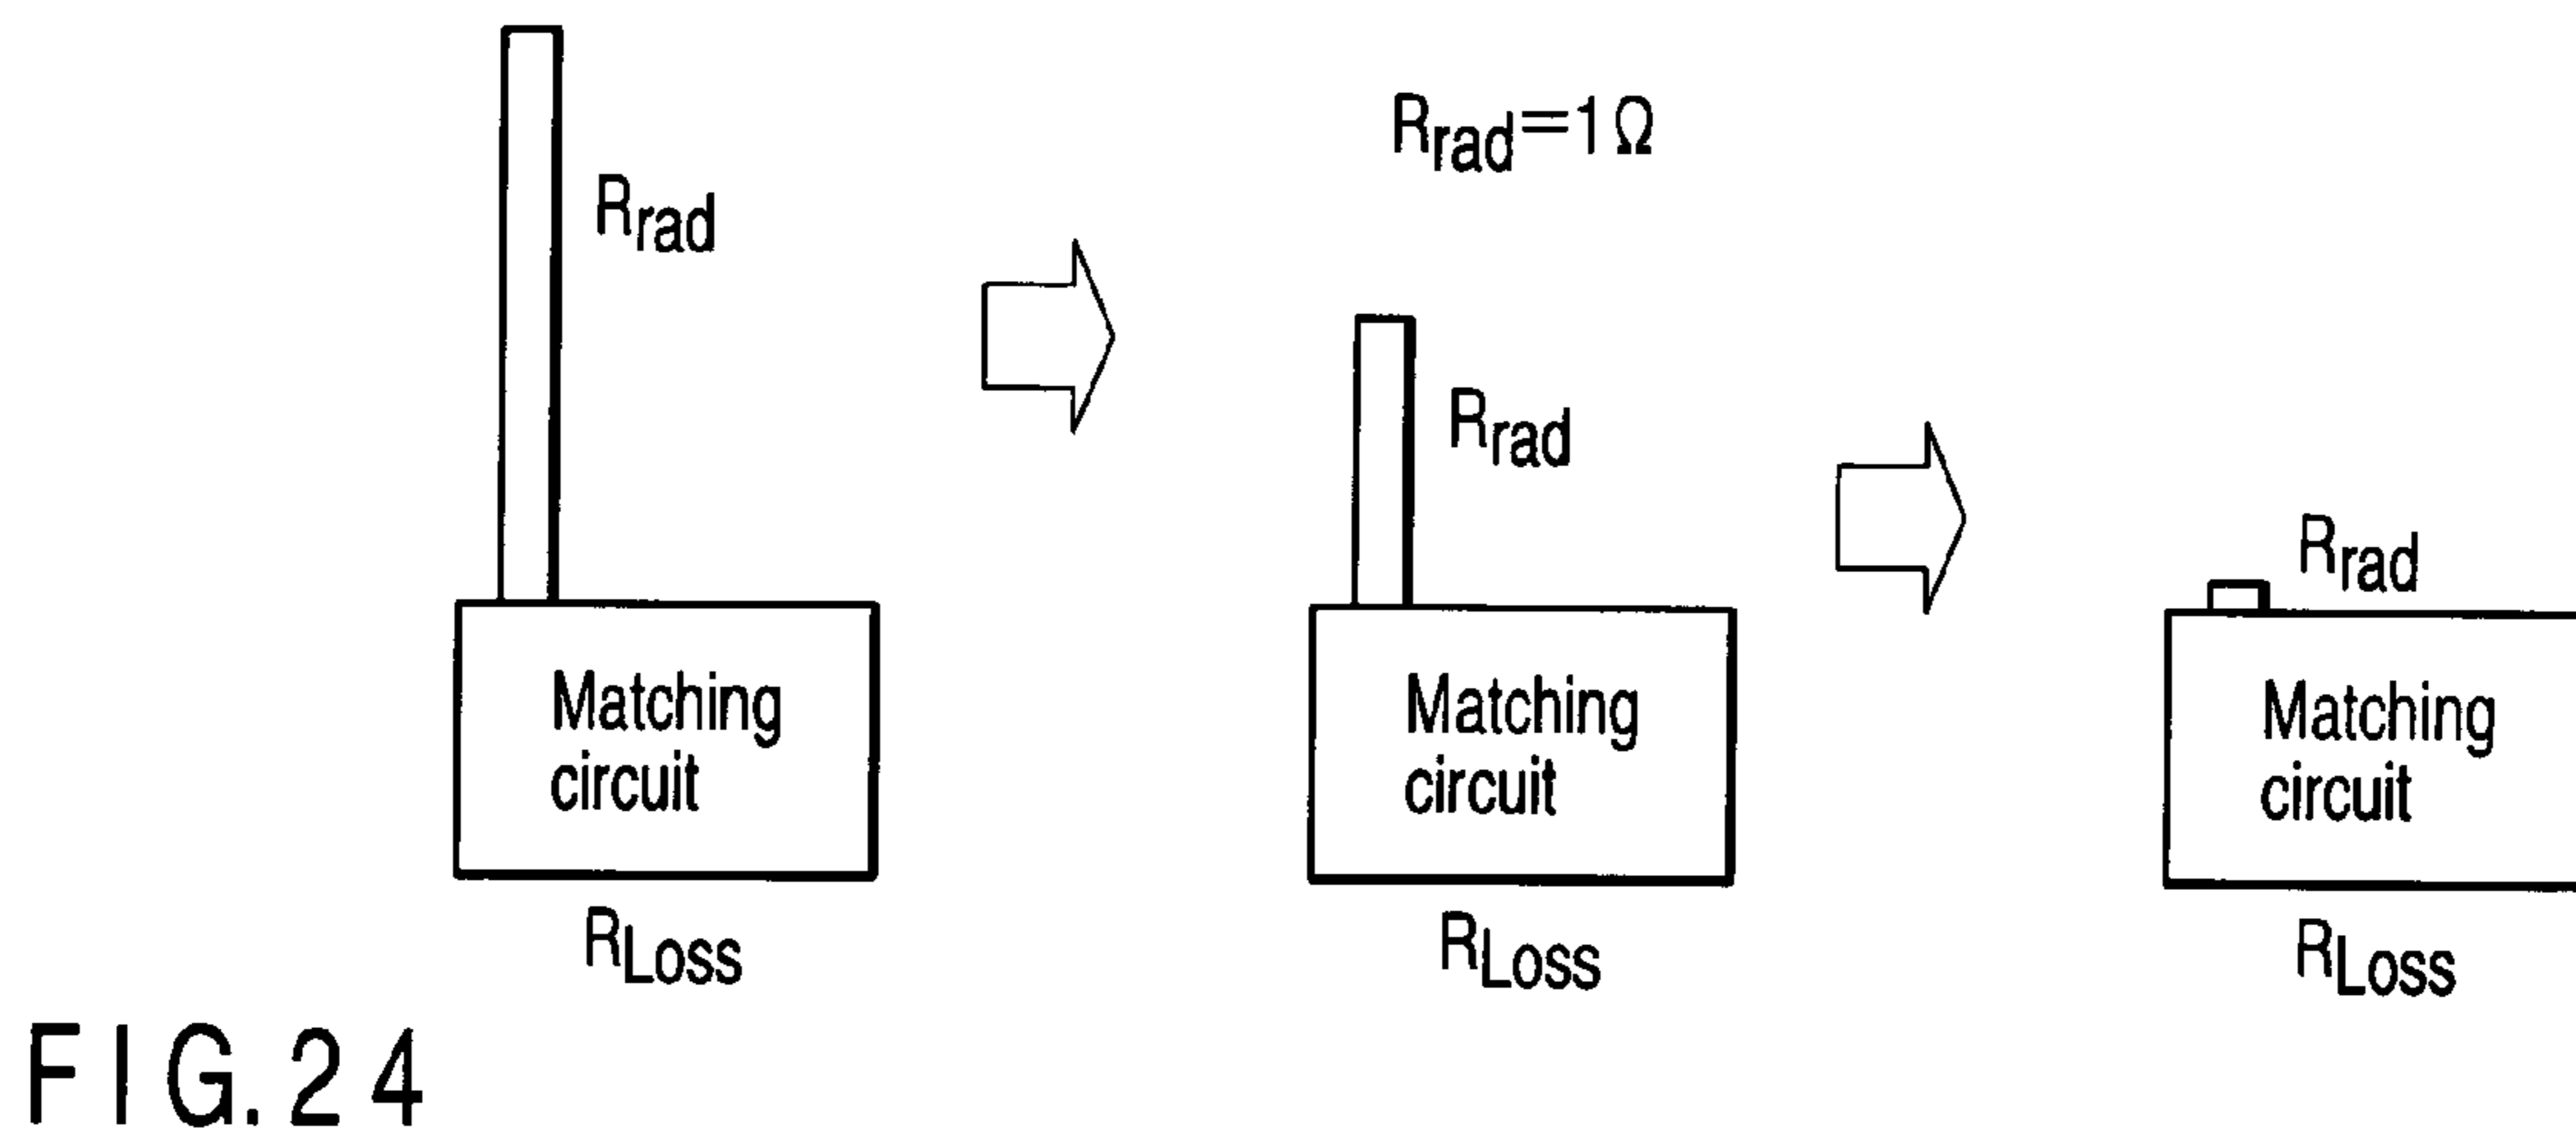 Rrad
Matching
circuit
RLoss
Rrad=1Ω
Rrad
Matching
circuit
RLoss
Rrad
Matching
circuit
RLoss
FIG.24